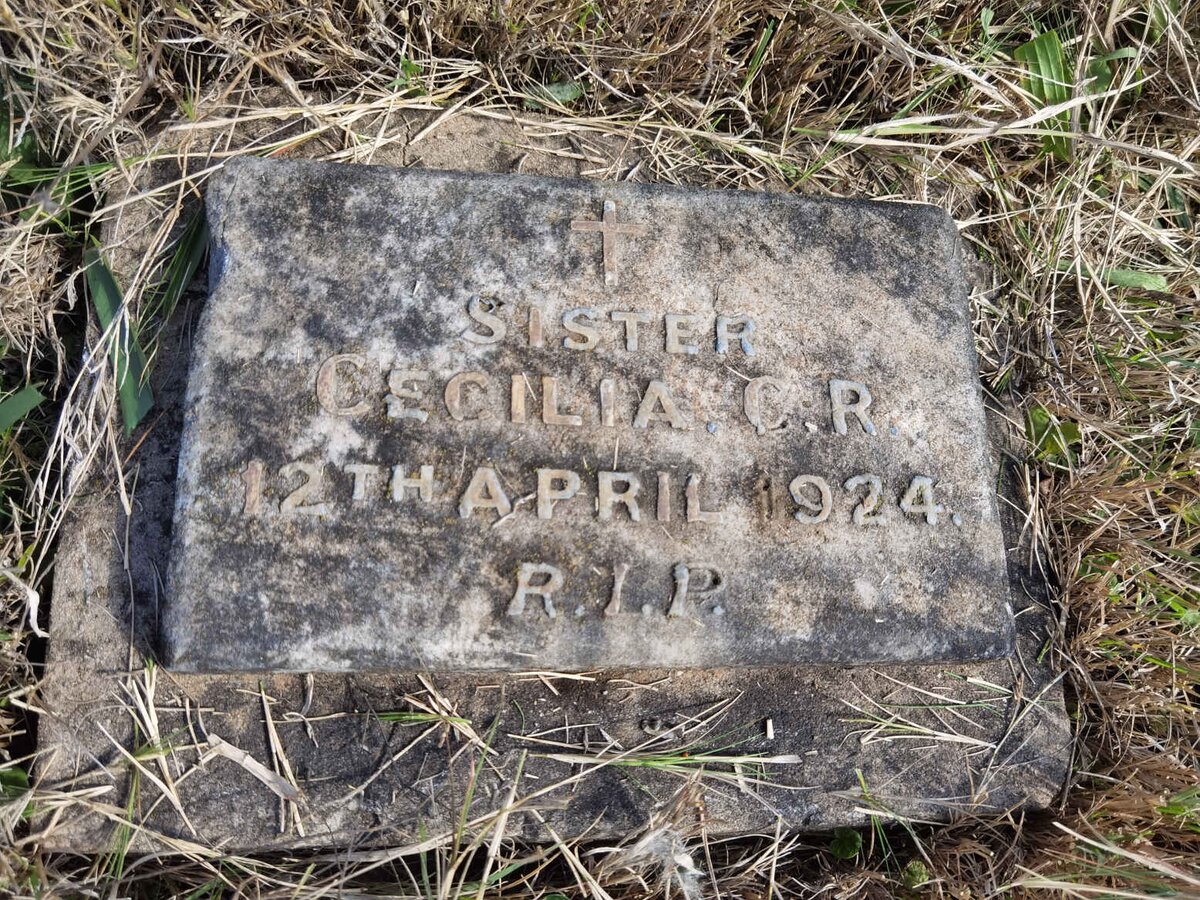 SISTER
CECILIA. C.R.
12TH APRIL 1924.
R.I.P.